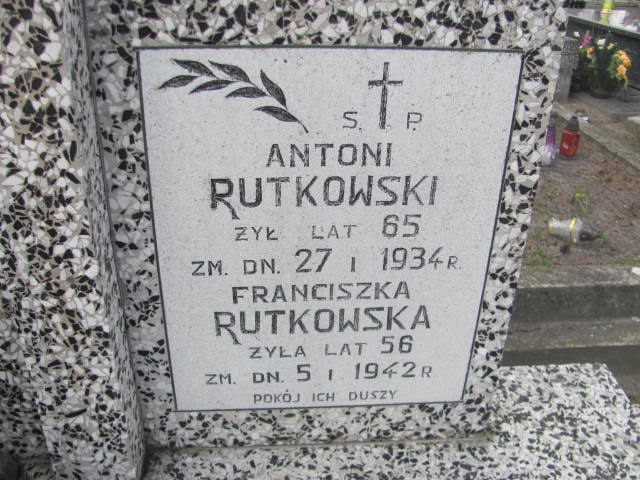 S. P.
ANTONI
RUTKOWSKI
ŻYŁ LAT 65
ZM. DN. 27 I 1934 R.
FRANCISZKA
RUTKOWSKA
ŻYŁA LAT 56
ZM. DN. 5 I 1942 R
POKÓJ ICH DUSZY